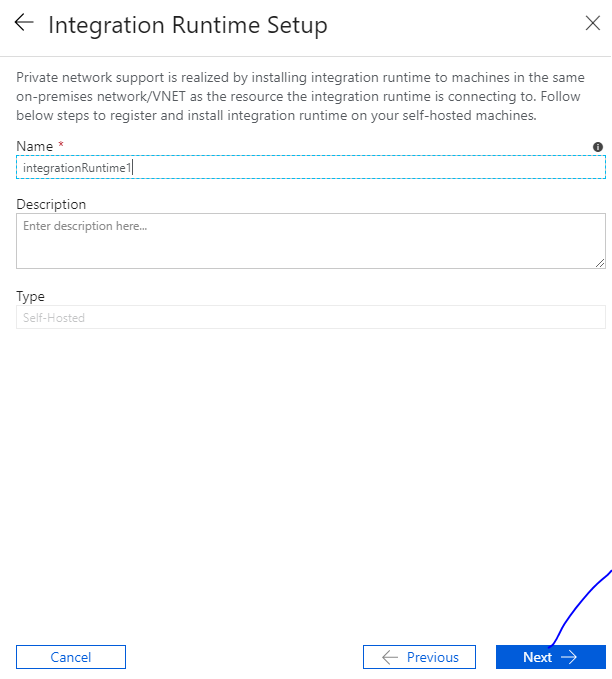 Integration Runtime Setup
Private network support is realized by installing integration runtime to machines in the same
on-premises network/VNET as the resource the integration runtime is connecting to. Follow
below steps to register and install integration runtime on your self-hosted machines.
Name *
integrationRuntime1
Description
Enter description here...
Type
Self-Hosted
Cancel
Previous
Next